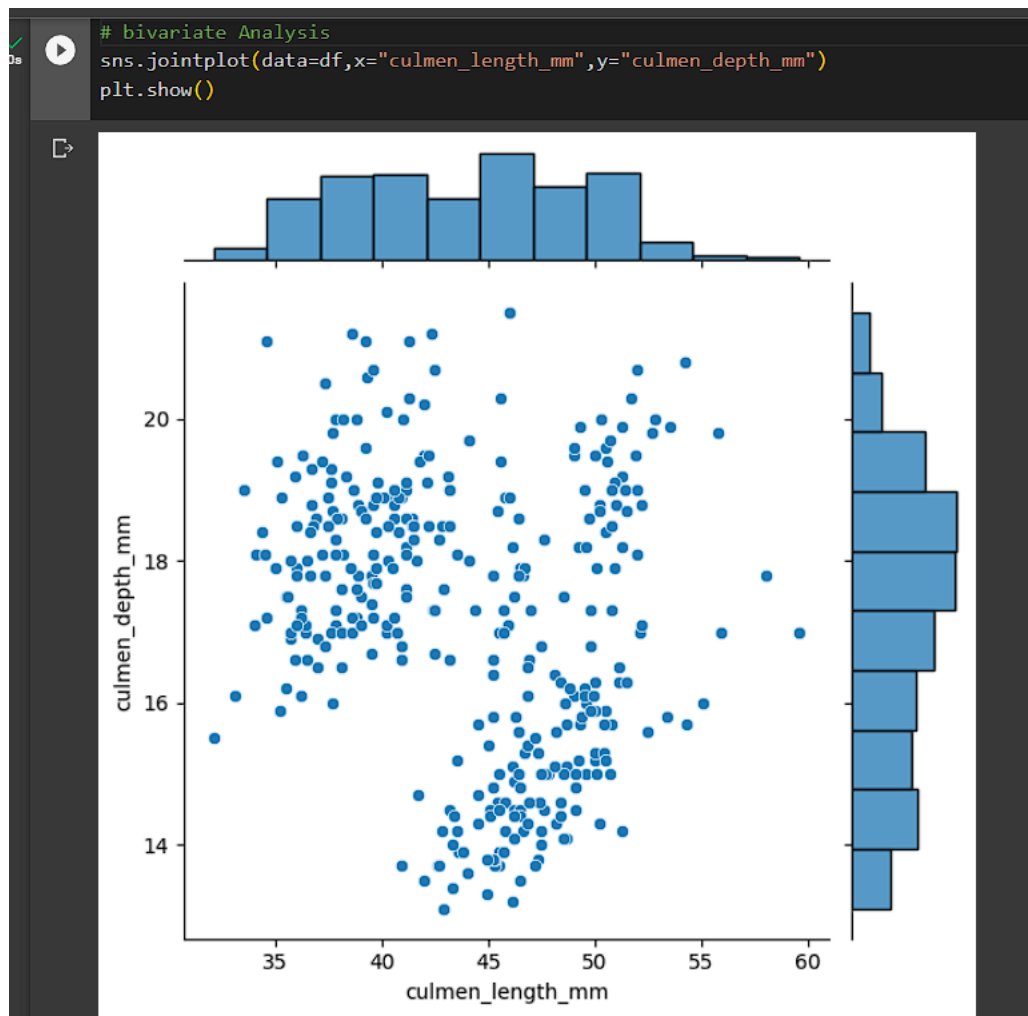 # bivariate Analysis
0s
sns.jointplot(data=df,x="culmen_length_mm",y="culmen_depth_mm")
plt.show()
20
18
16
14
culmen_depth_mm
35 40 45 50 55 60
culmen_length_mm